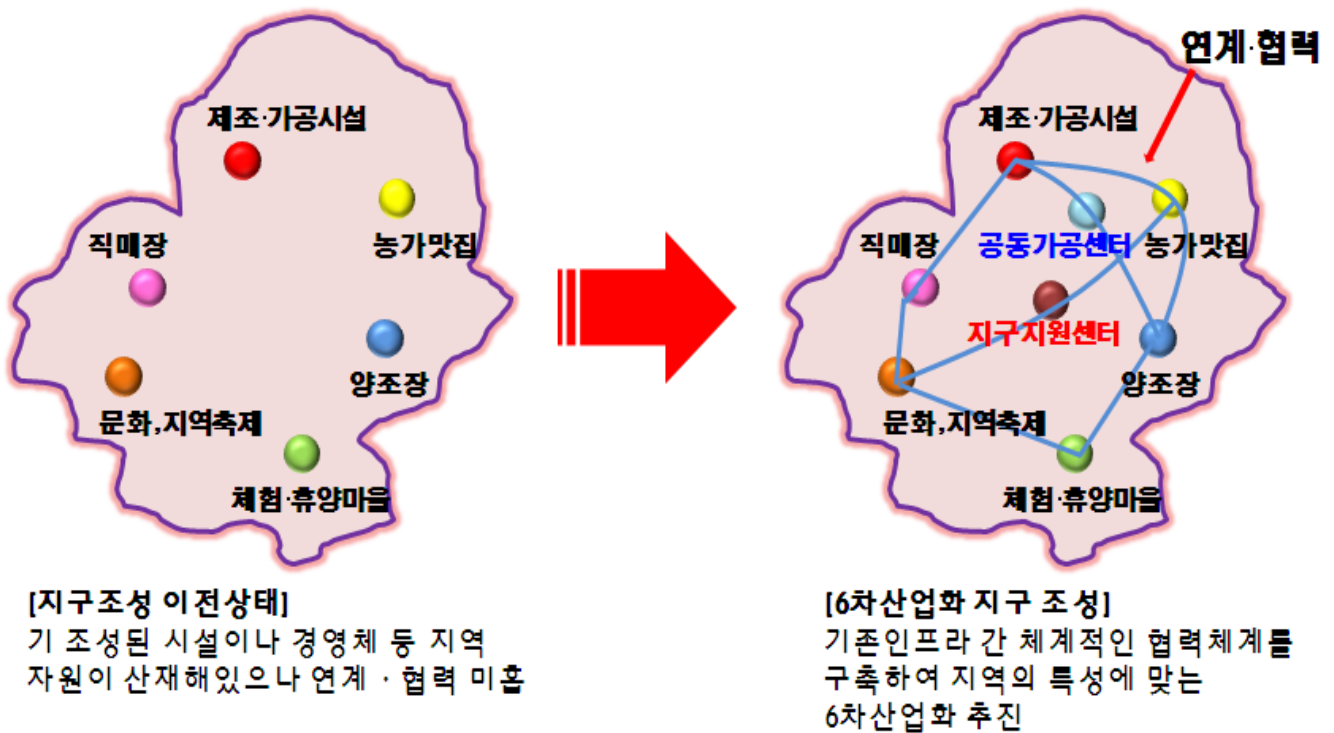 제조·가공시설
직매장
농가맛집
양조장
문화,지역축제
체험·휴양마을
[지구조성 이전상태]
기 조성된 시설이나 경영체 등 지역
자원이 산재해있으나 연계·협력 미흡
연계·협력
제조·가공시설
직매장
공동가공센터
농가맛집
지구지원센터
양조장
문화,지역축제
체험·휴양마을
[6차산업화 지구 조성]
기존인프라 간 체계적인 협력체계를
구축하여 지역의 특성에 맞는
6차산업화 추진